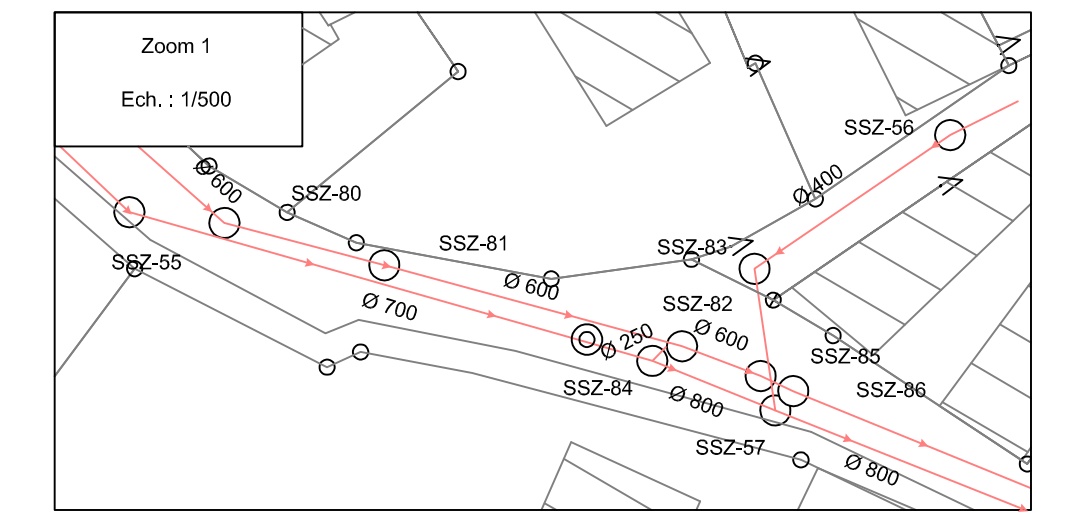 Zoom 1
Ech. : 1/500
SSZ-56
Ø 600
SSZ-80
Ø 400
SSZ-81
SSZ-83
SSZ-55
Ø 600
SSZ-82
Ø 700
Ø 250
Ø 600
SSZ-85
SSZ-84
SSZ-86
Ø 800
SSZ-57
Ø 800